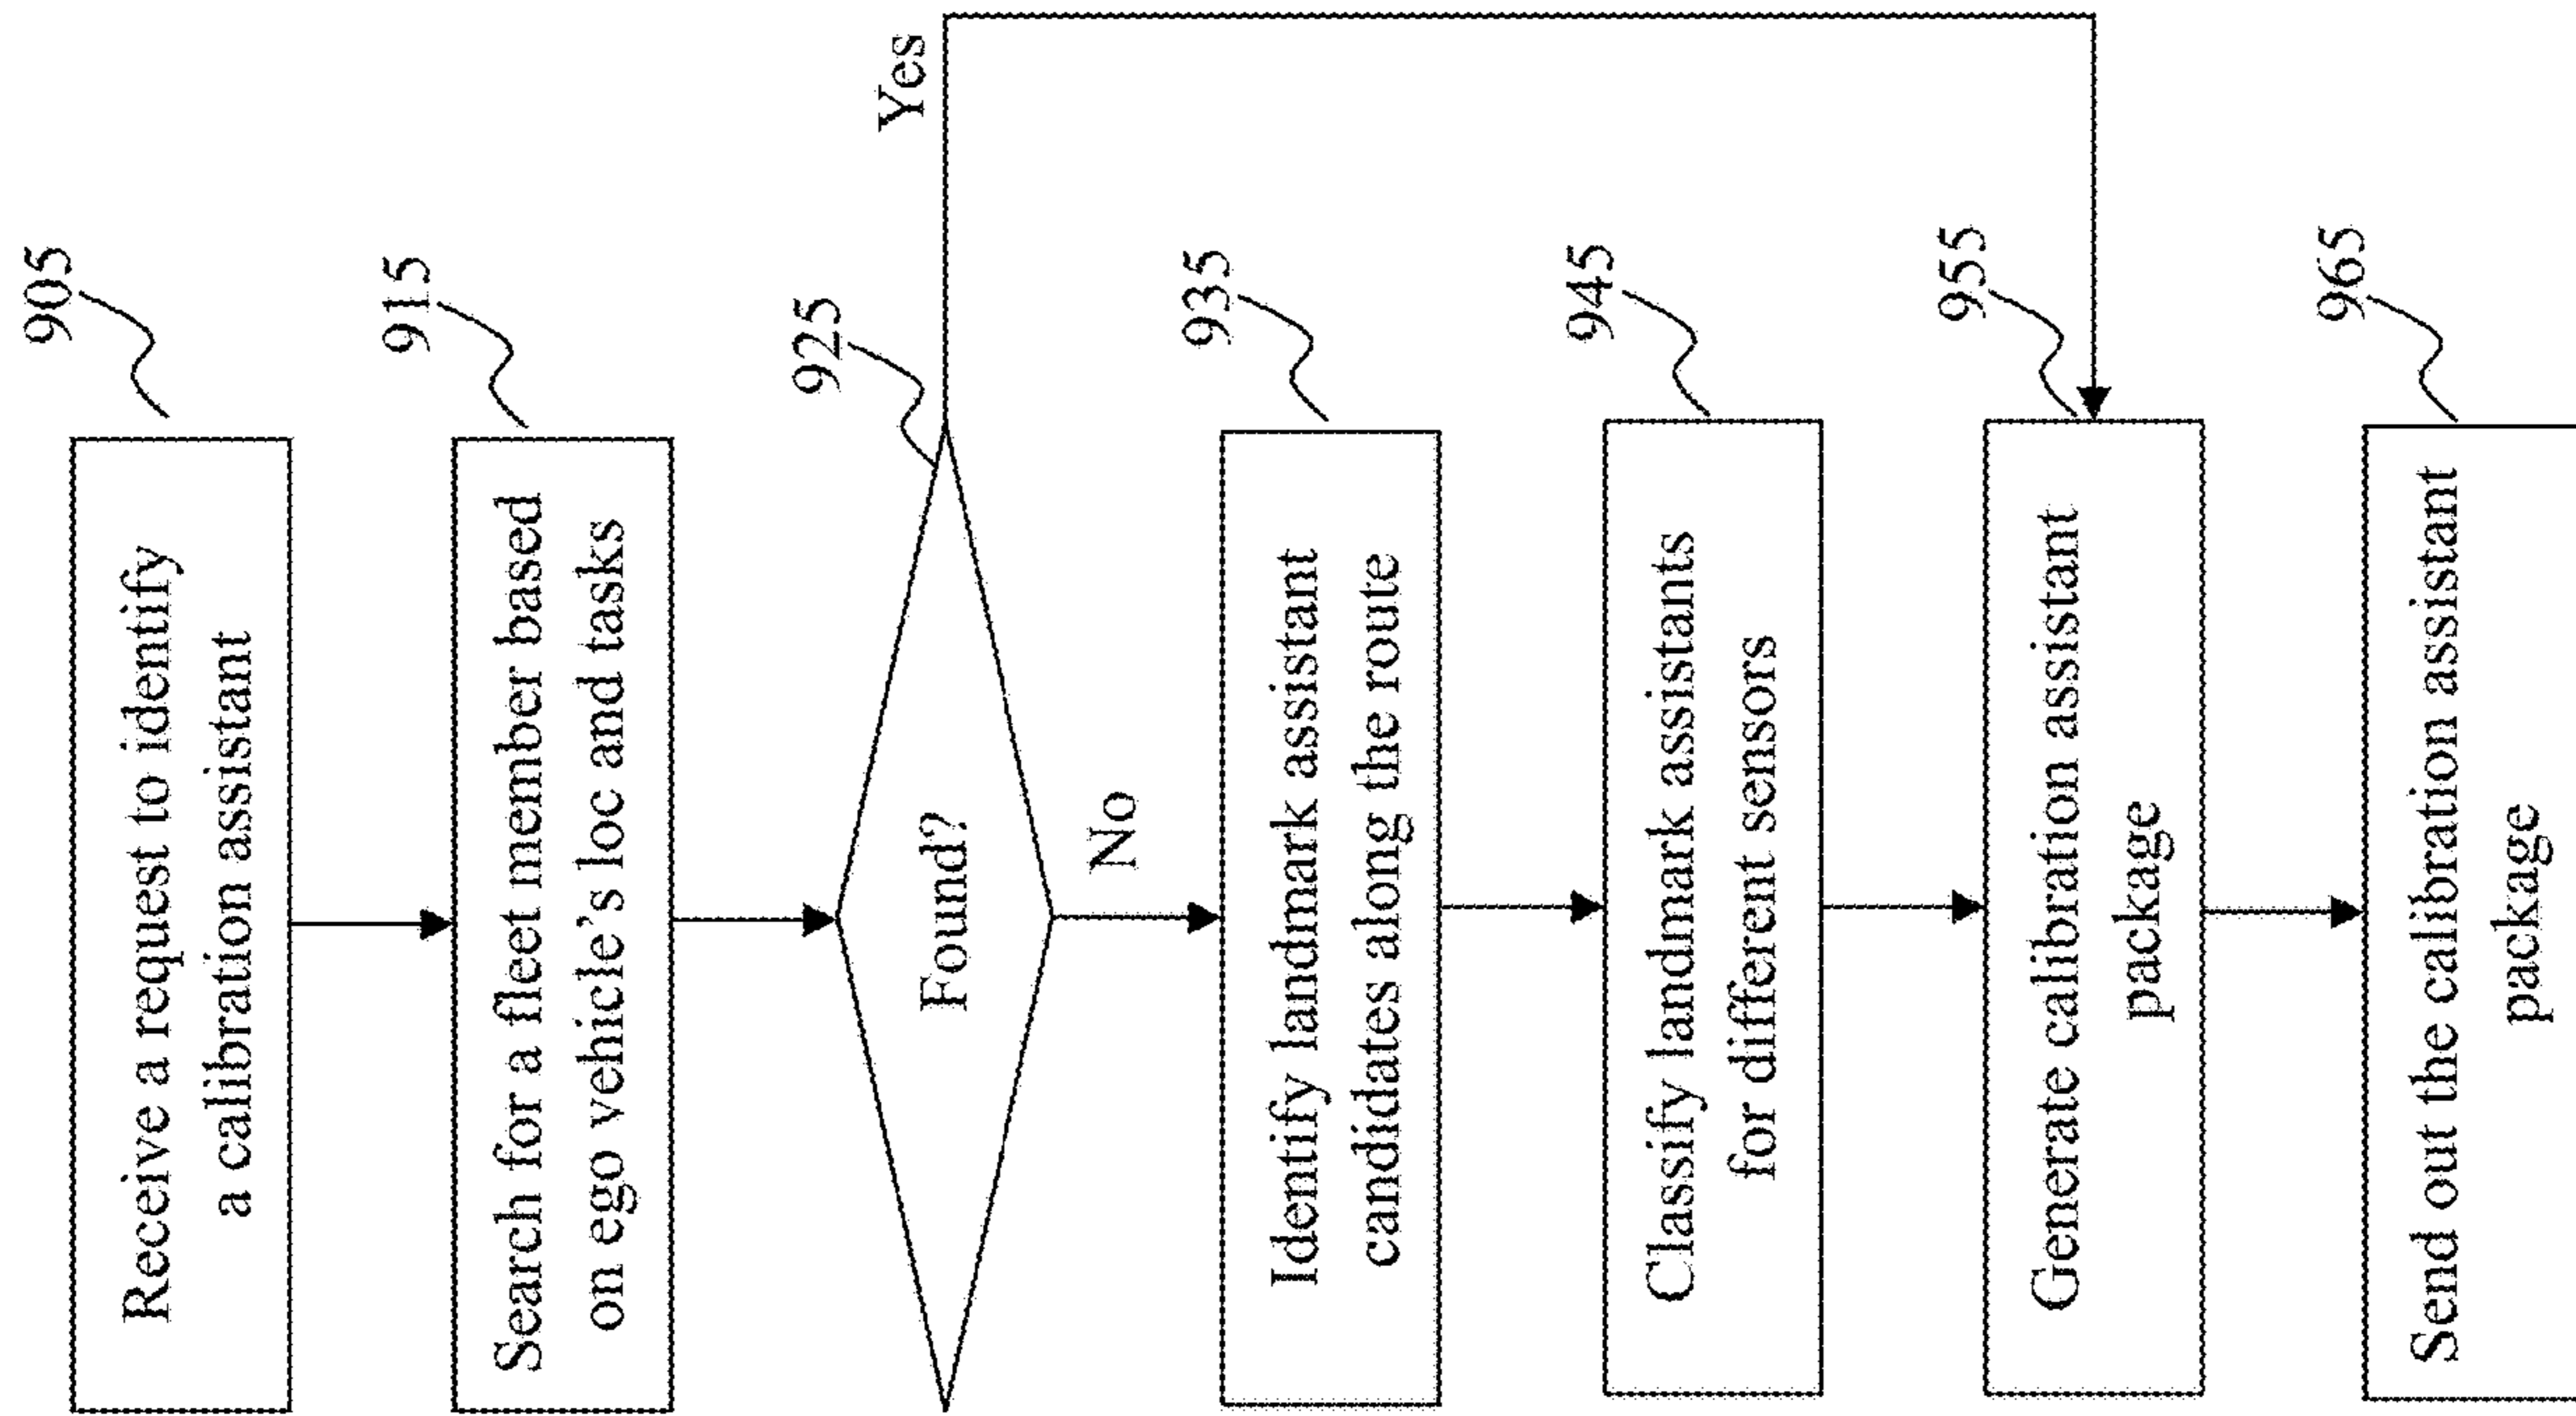 905
Receive a request to identify
a calibration assistant
915
Search for a fleet member based
on ego vehicle's loc and tasks
925
Yes
Found?
No
935
Identify landmark assistant
candidates along the route
945
Classify landmark assistants
for different sensors
955
Generate calibration assistant
package
965
Send out the calibration assistant
package